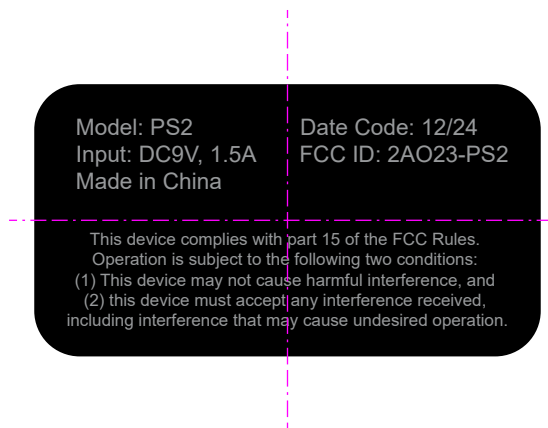 Model: PS2
Input: DC9V, 1.5A
Made in China
Date Code: 12/24
FCC ID: 2AO23-PS2
This device complies with part 15 of the FCC Rules.
Operation is subject to the following two conditions:
(1) This device may not cause harmful interference, and
(2) this device must accept any interference received,
including interference that may cause undesired operation.